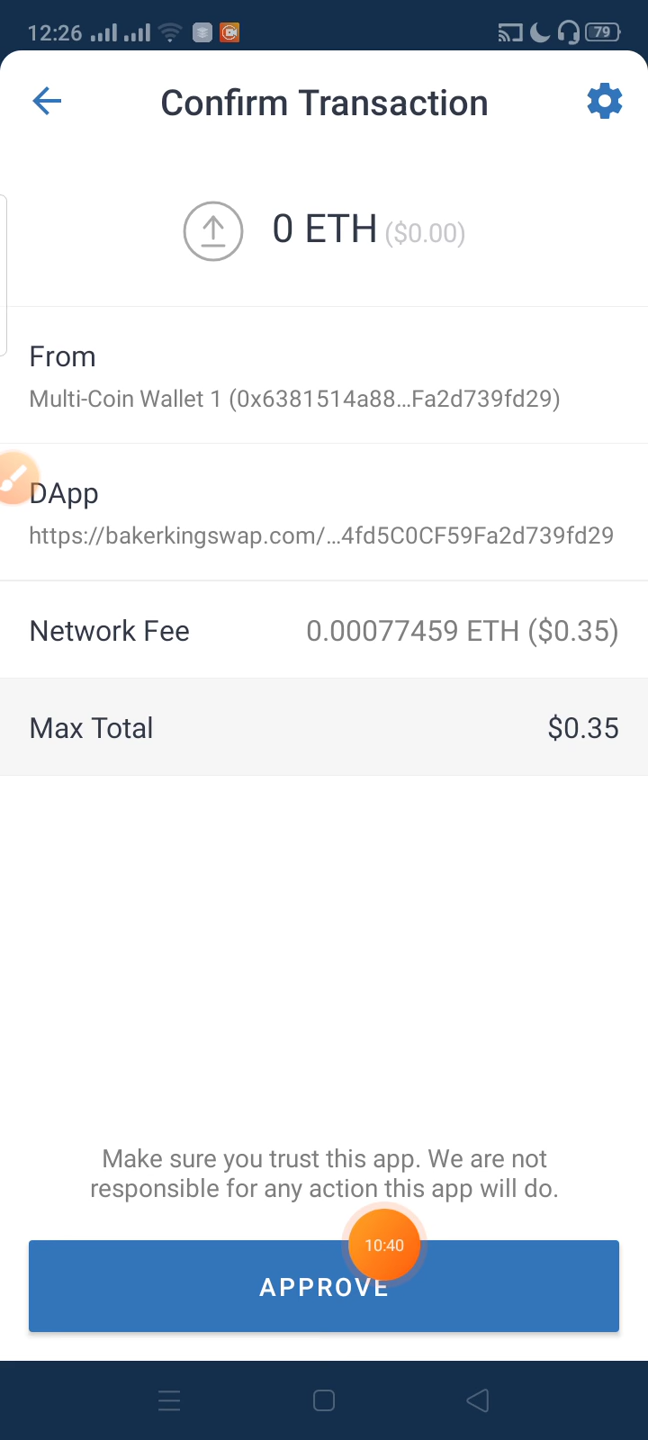 12:26
79
Confirm Transaction
0 ETH ($0.00)
From
Multi-Coin Wallet 1 (0x6381514a88...Fa2d739fd29)
DApp
https://bakerkingswap.com/...4fd5C0CF59Fa2d739fd29
Network Fee 0.00077459 ETH ($0.35)
Max Total $0.35
Make sure you trust this app. We are not
responsible for any action this app will do.
10:40
APPROVE